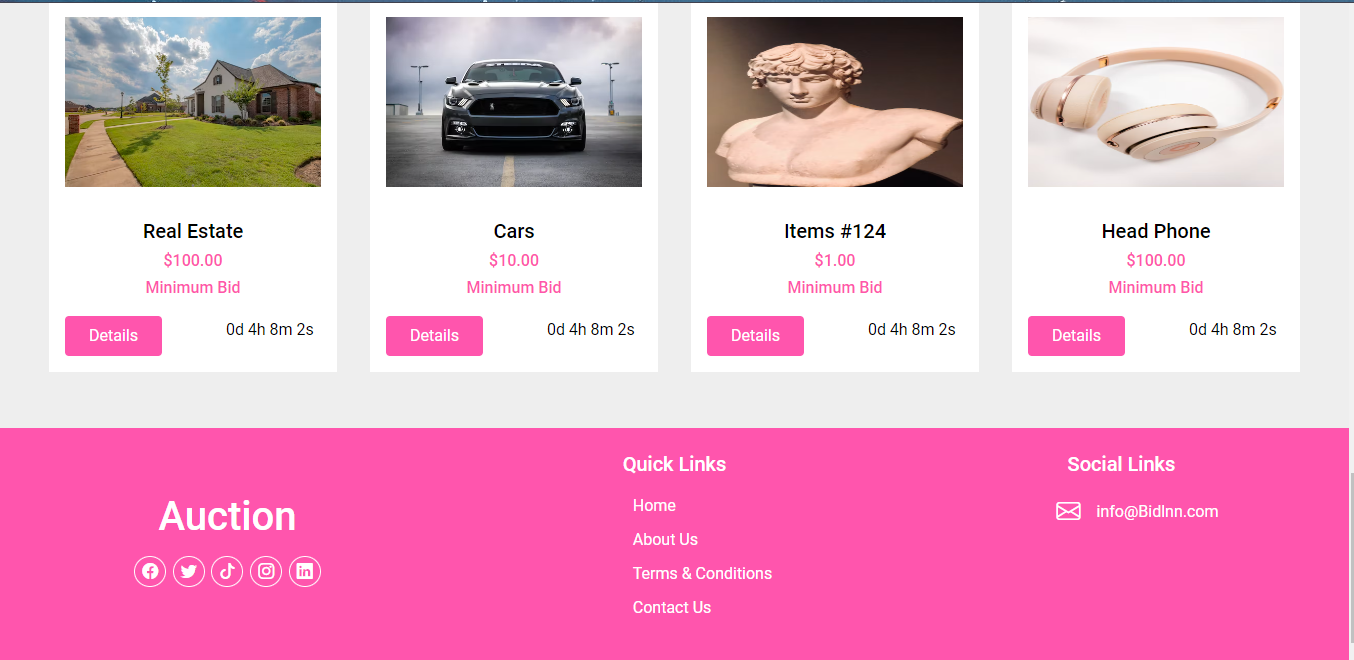 Real Estate
$100.00
Minimum Bid
Details
0d 4h 8m 2s
Cars
$10.00
Minimum Bid
Details
0d 4h 8m 2s
Items #124
$1.00
Minimum Bid
Details
0d 4h 8m 2s
Head Phone
$100.00
Minimum Bid
Details
0d 4h 8m 2s
Auction
Quick Links
Home
About Us
Terms & Conditions
Contact Us
Social Links
info@BidInn.com